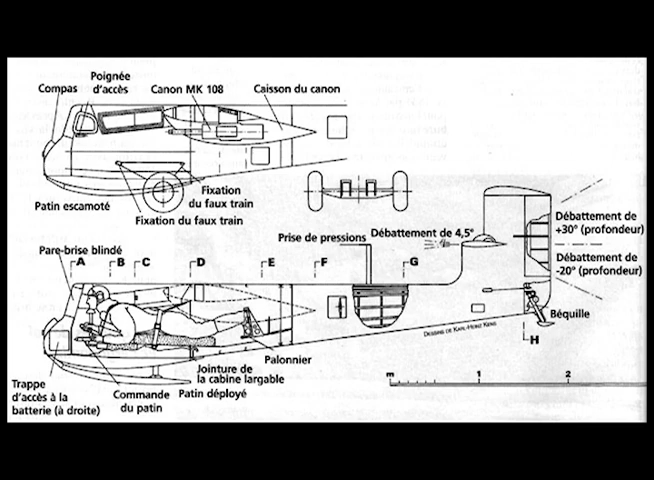 Compas
Poignée
d'accès
Canon MK 108
Caisson du canon
Patin escamoté
Fixation
du faux train
Fixation du faux train
Pare-brise blindé
Prise de pressions
Débattement de 4,5°
Débattement de
+30° (profondeur)
Débattement de
-20° (profondeur)
A
B
C
D
E
F
G
Béquille
H
DESSINS DE KARL-HEINZ KENS
Palonnier
Jointure de
la cabine largable
Patin déployé
Trappe
d'accès à la
batterie (à droite)
Commande
du patin
m
1
2